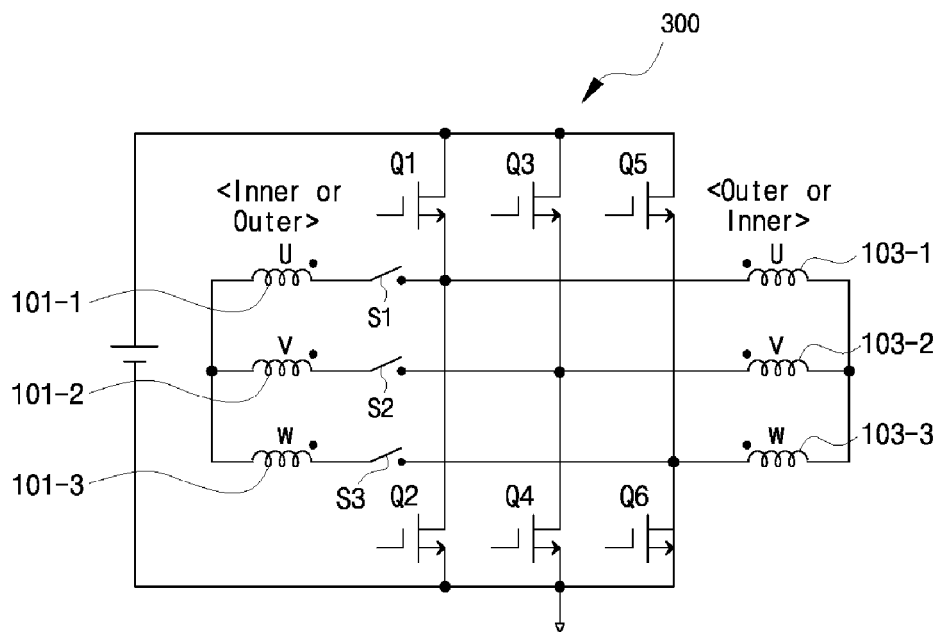 300
Q1
Q3
Q5
<Inner or
Outer>
<Outer or
Inner>
U
U
103-1
101-1
S1
V
V
103-2
101-2
S2
W
W
103-3
101-3
S3
Q2
Q4
Q6